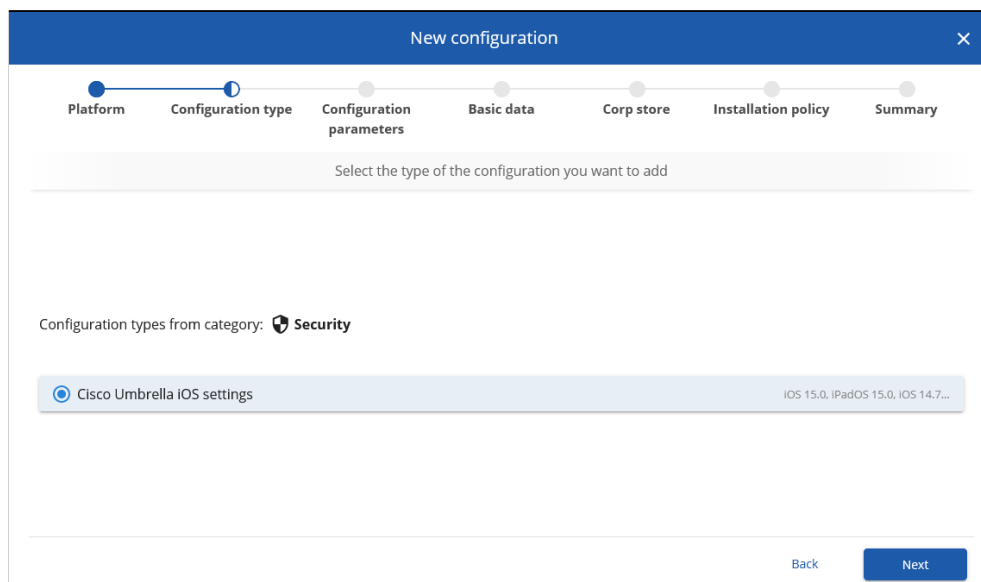 New configuration
Platform
Configuration type
Configuration
parameters
Basic data
Corp store
Installation policy
Summary
Select the type of the configuration you want to add
Configuration types from category: Security
Cisco Umbrella iOS settings
iOS 15.0, iPadOS 15.0, iOS 14.7...
Back
Next